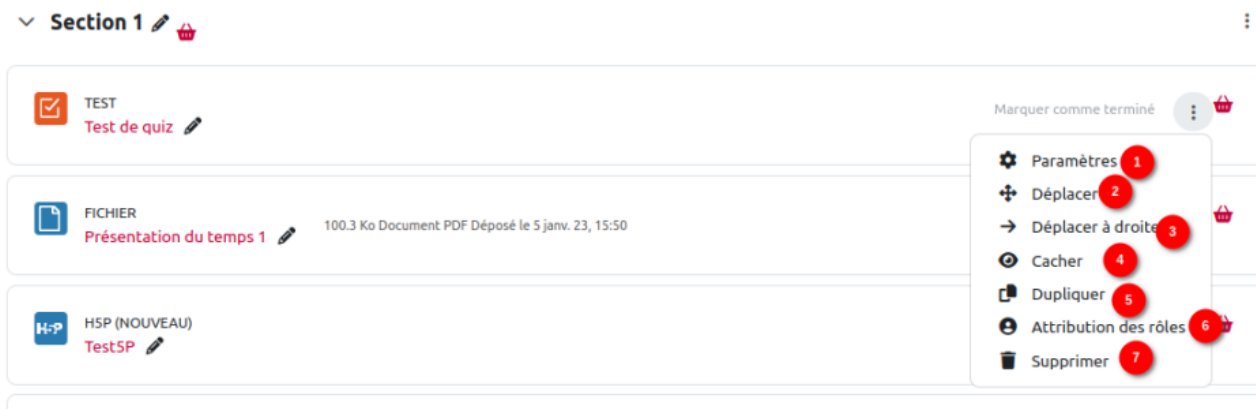 Section 1
TEST
Test de quiz
Marquer comme terminé
Paramètres 1
Déplacer 2
Déplacer à droite 3
Cacher 4
Dupliquer 5
Attribution des rôles 6
Supprimer 7
FICHIER
Présentation du temps 1
100.3 Ko Document PDF Déposé le 5 janv. 23, 15:50
H5P
H5P (NOUVEAU)
Test5P